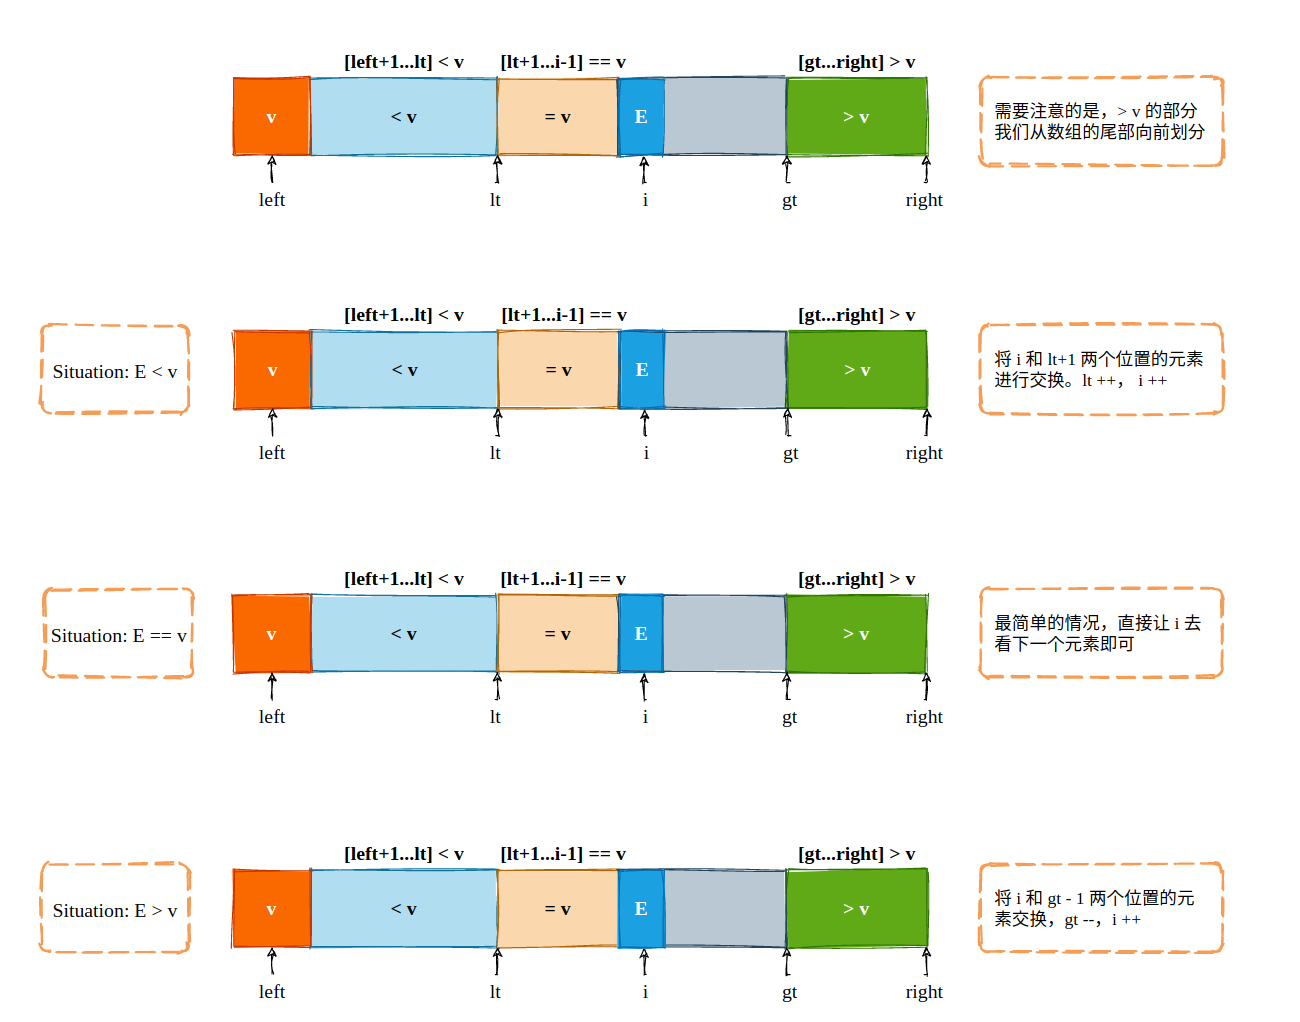 [left+1...lt] < v [lt+1...i-1] == v [gt...right] > v
v < v = v E > v
left lt i gt right
需要注意的是，> v 的部分
我们从数组的尾部向前划分
[left+1...lt] < v [lt+1...i-1] == v [gt...right] > v
Situation: E < v
v < v = v E > v
left lt i gt right
将 i 和 lt+1 两个位置的元素
进行交换。lt ++， i ++
[left+1...lt] < v [lt+1...i-1] == v [gt...right] > v
Situation: E == v
v < v = v E > v
left lt i gt right
最简单的情况，直接让 i 去
看下一个元素即可
[left+1...lt] < v [lt+1...i-1] == v [gt...right] > v
Situation: E > v
v < v = v E > v
left lt i gt right
将 i 和 gt - 1 两个位置的元
素交换，gt --，i ++